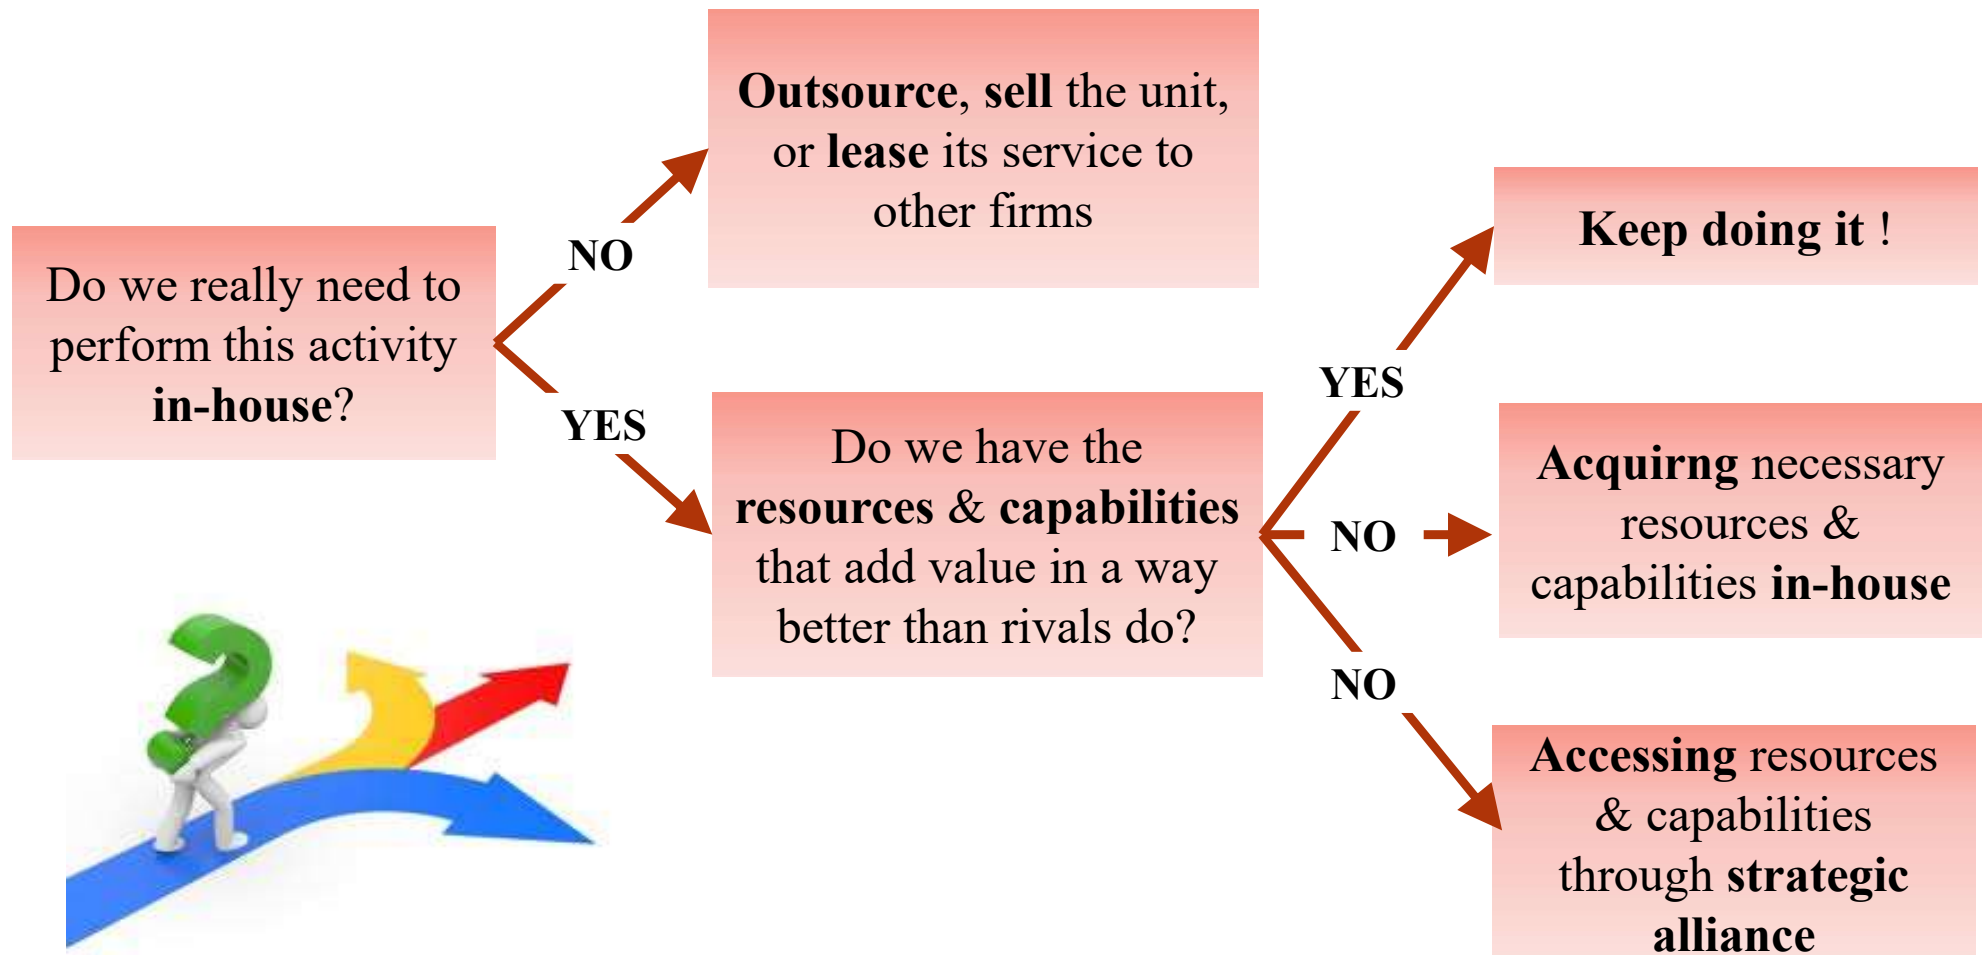 Do we really need to
perform this activity
in-house?
NO
YES
Outsource, sell the unit,
or lease its service to
other firms
Do we have the
resources & capabilities
that add value in a way
better than rivals do?
YES
NO
NO
Keep doing it !
Acquirng necessary
resources &
capabilities in-house
Accessing resources
& capabilities
through strategic
alliance